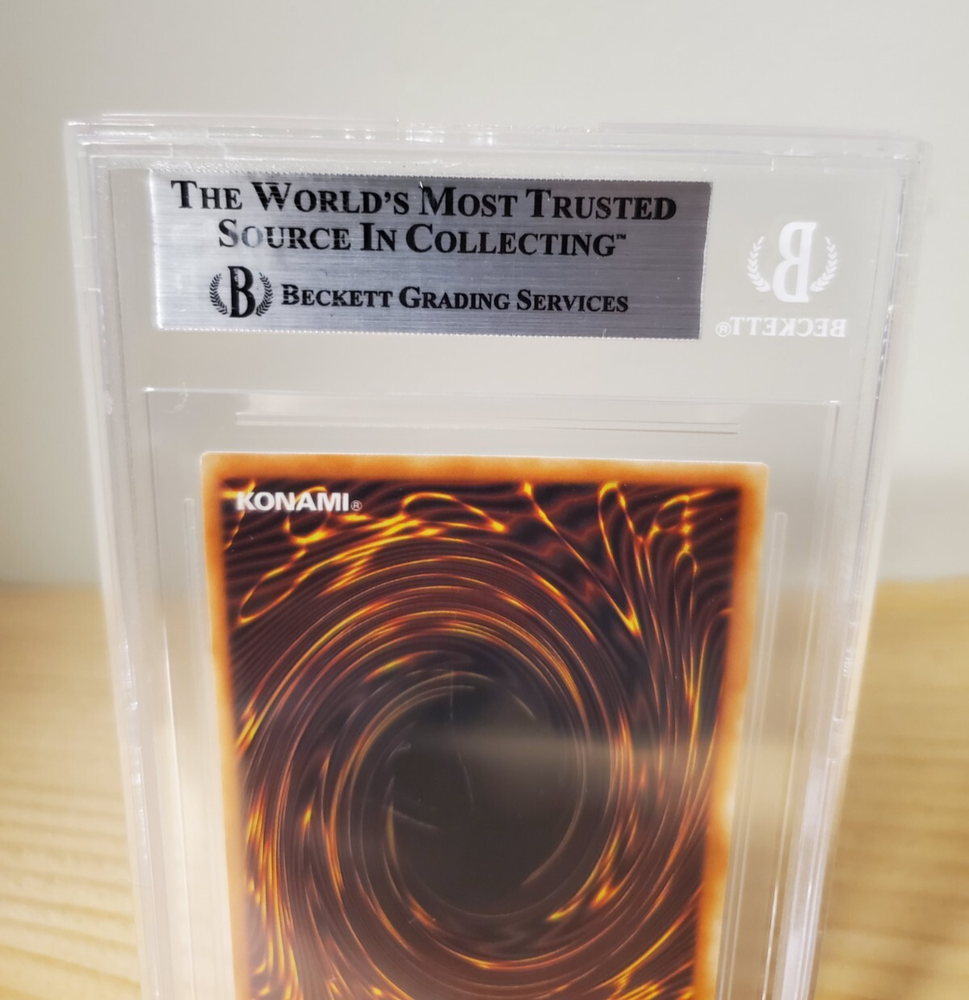 THE WORLD'S MOST TRUSTED
SOURCE IN COLLECTING™
B BECKETT GRADING SERVICES
B
BECKETT®
KONAMI®